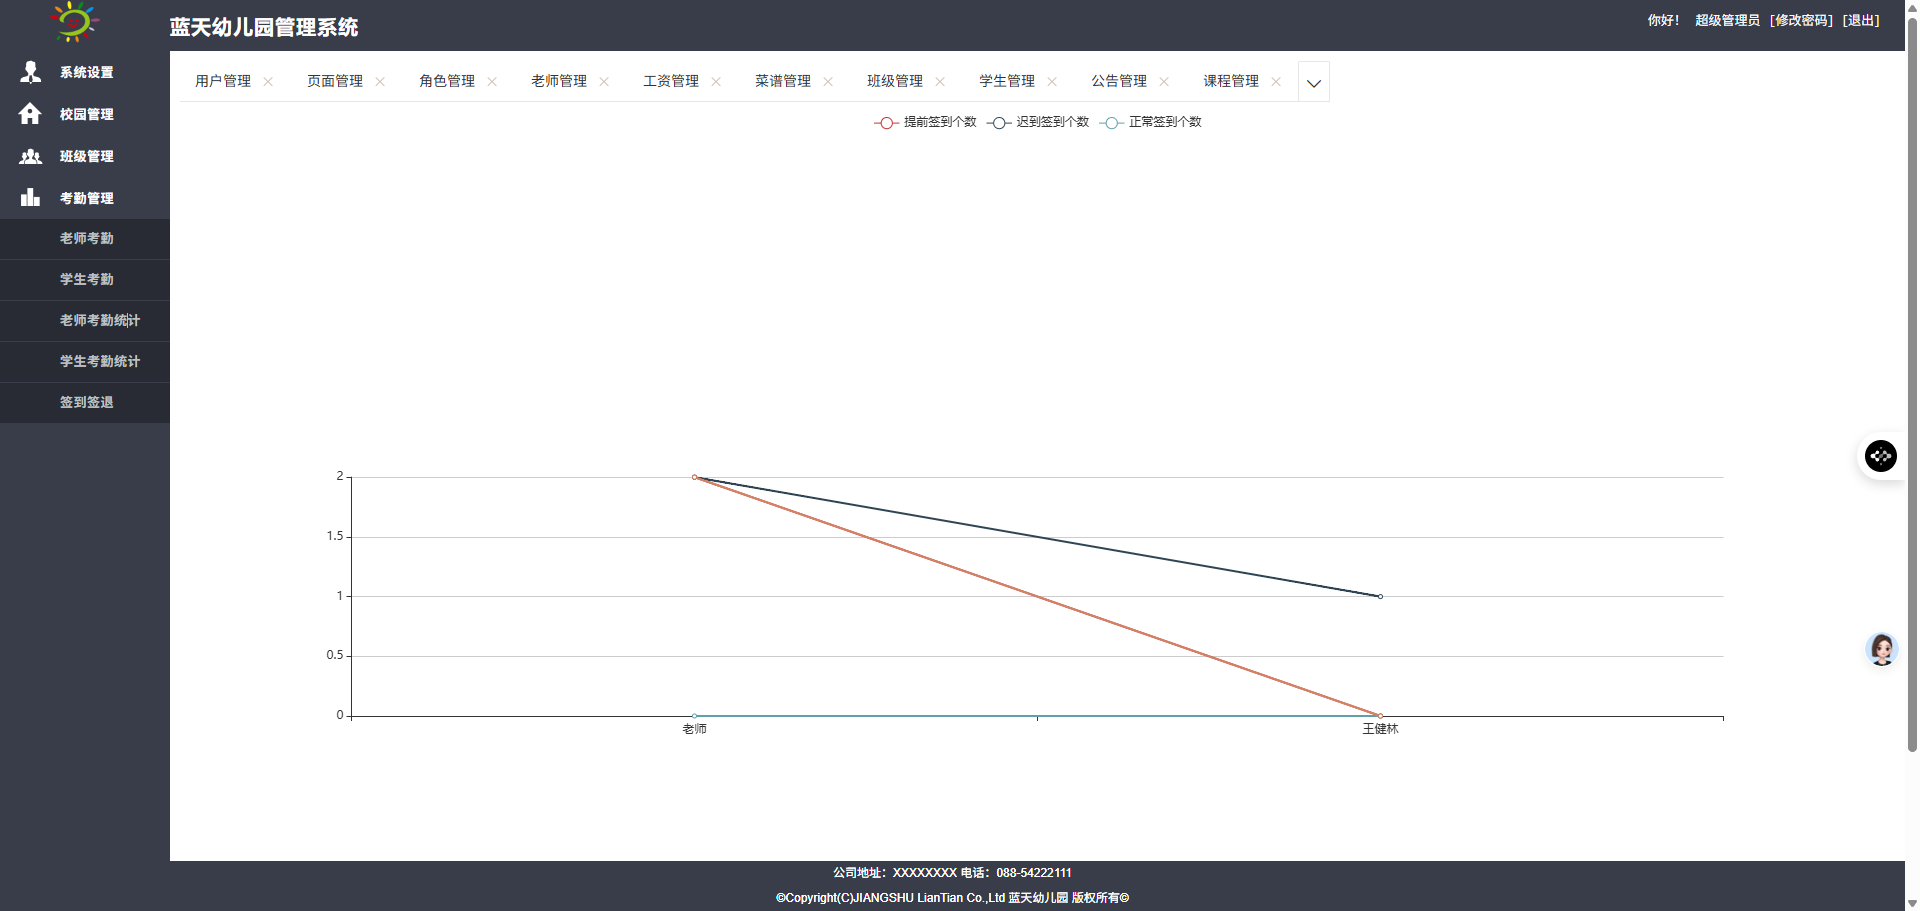 蓝天幼儿园管理系统
你好! 超级管理员 [修改密码] [退出]
系统设置
校园管理
班级管理
考勤管理
老师考勤
学生考勤
老师考勤统计
学生考勤统计
签到签退
用户管理 页面管理 角色管理 老师管理 工资管理 菜谱管理 班级管理 学生管理 公告管理 课程管理
提前签到个数 迟到签到个数 正常签到个数
2
1.5
1
0.5
0
老师 王健林
公司地址：XXXXXXXX 电话：088-54222111
©Copyright(C)JIANGSHU LianTian Co.,Ltd 蓝天幼儿园 版权所有©